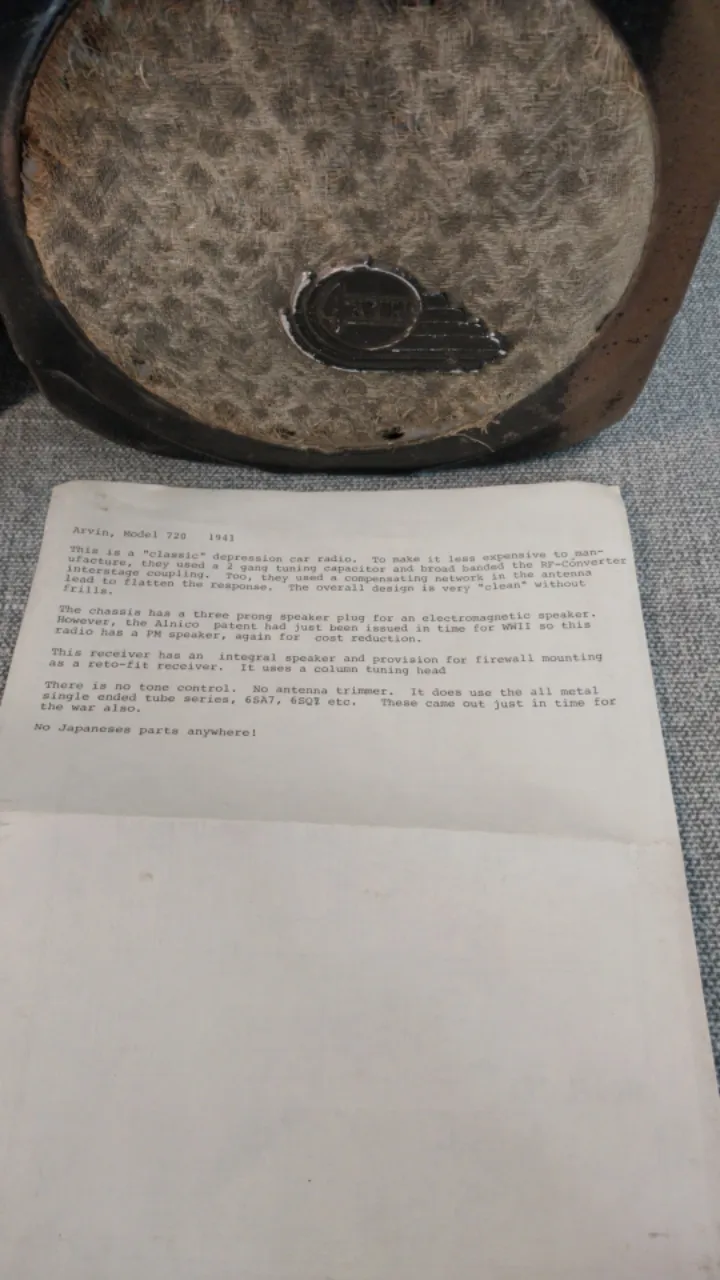 Arvin
Arvin, Model 720 1941
This is a "classic" depression car radio. To make it less expensive to man-
ufacture, they used a 2 gang tuning capacitor and broad banded the RF-Converter
interstage coupling. Too, they used a compensating network in the antenna
lead to flatten the response. The overall design is very "clean" without
frills.
The chassis has a three prong speaker plug for an electromagnetic speaker.
However, the Alnico patent had just been issued in time for WWII so this
radio has a PM speaker, again for cost reduction.
This receiver has an integral speaker and provision for firewall mounting
as a reto-fit receiver. It uses a column tuning head
There is no tone control. No antenna trimmer. It does use the all metal
single ended tube series, 6SA7, 6SQ7 etc. These came out just in time for
the war also.
No Japaneses parts anywhere!